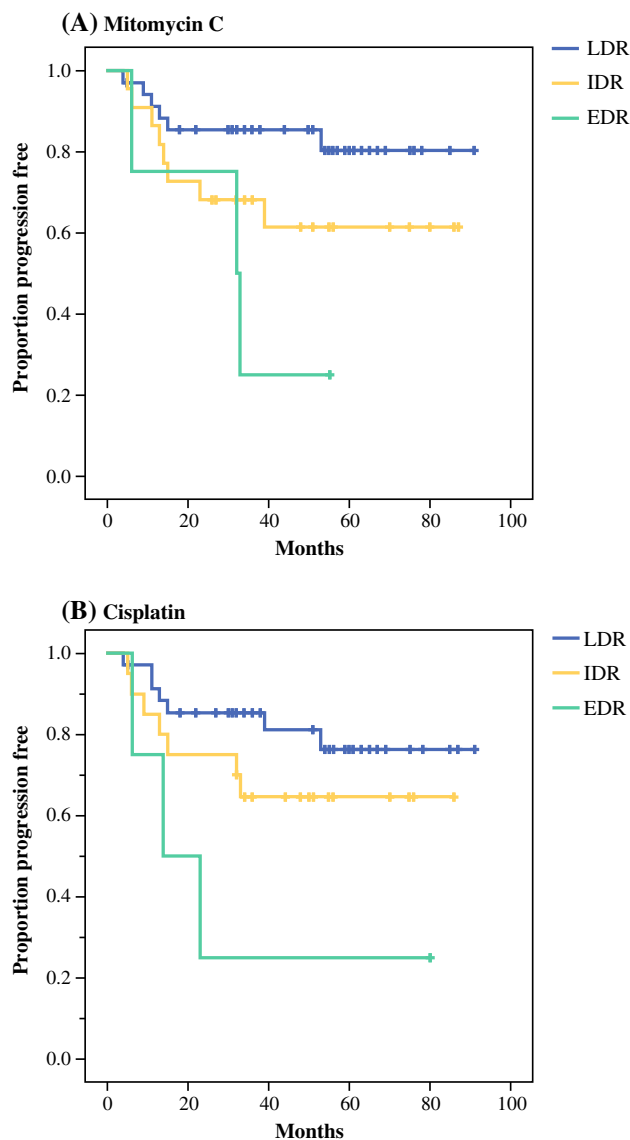 (A) Mitomycin C
LDR
IDR
EDR
1.0
0.8
0.6
0.4
0.2
0.0
Proportion progression free
0 20 40 60 80 100
Months
(B) Cisplatin
LDR
IDR
EDR
1.0
0.8
0.6
0.4
0.2
0.0
Proportion progression free
0 20 40 60 80 100
Months